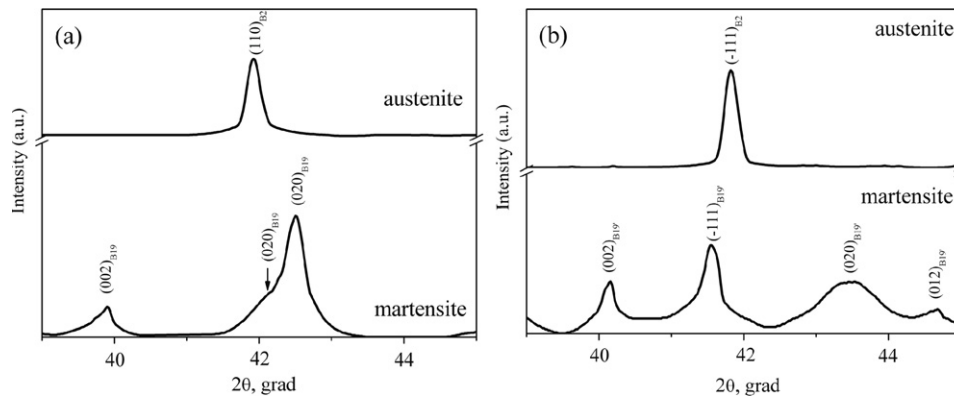 (a)
(110)B2
austenite
Intensity (a.u.)
(002)B19
(020)B19
(020)B19
martensite
40
42
44
2θ, grad
(b)
(-111)B2
austenite
Intensity (a.u.)
martensite
(002)B19'
(-111)B19'
(020)B19'
(012)B19'
40
42
44
2θ, grad